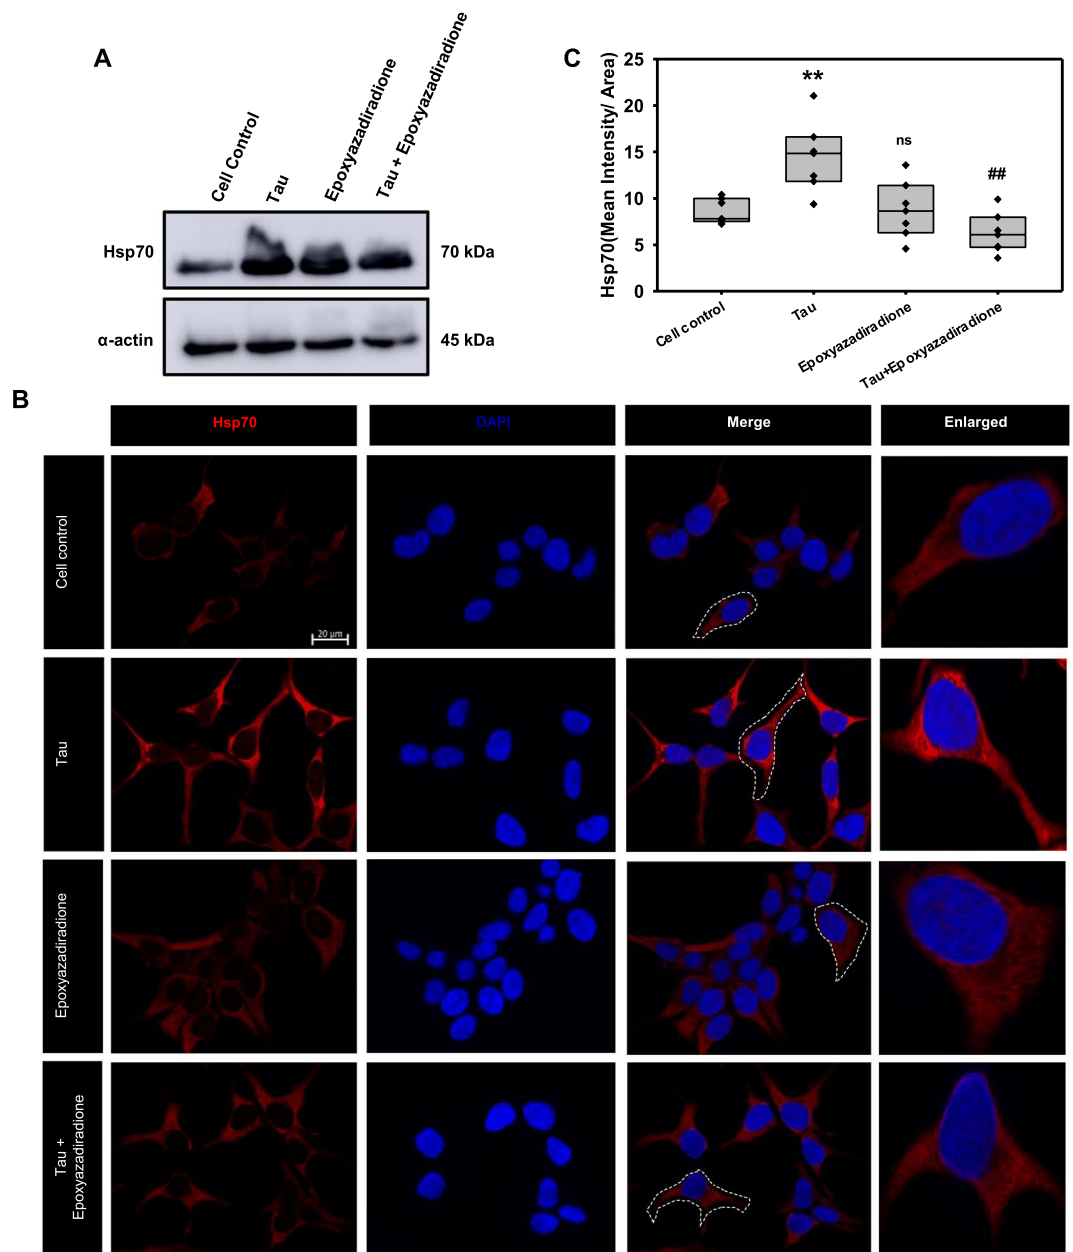 A
Cell Control
Tau
Epoxyazadiradione
Tau + Epoxyazadiradione
Hsp70
70 kDa
α-actin
45 kDa
C
Hsp70(Mean Intensity/ Area)
25
20
15
10
5
0
**
ns
##
Cell control
Tau
Epoxyazadiradione
Tau+Epoxyazadiradione
B
Hsp70
DAPI
Merge
Enlarged
Cell control
20 µm
Tau
Epoxyazadiradione
Tau +
Epoxyazadiradione